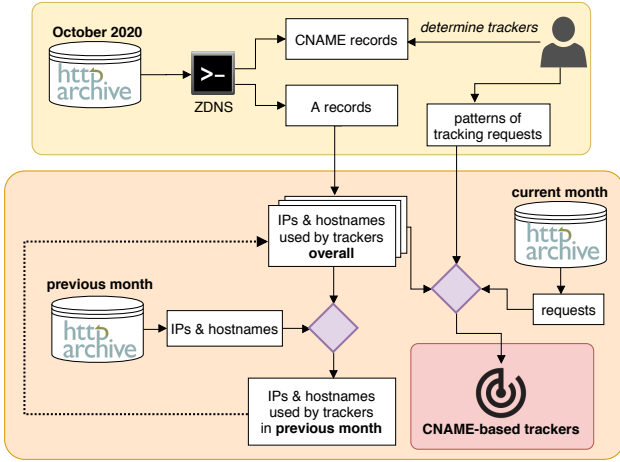 October 2020
http
archive
>-
ZDNS
CNAME records
determine trackers
A records
patterns of
tracking requests
IPs & hostnames
used by trackers
overall
current month
http
archive
requests
previous month
http
archive
IPs & hostnames
IPs & hostnames
used by trackers
in previous month
CNAME-based trackers